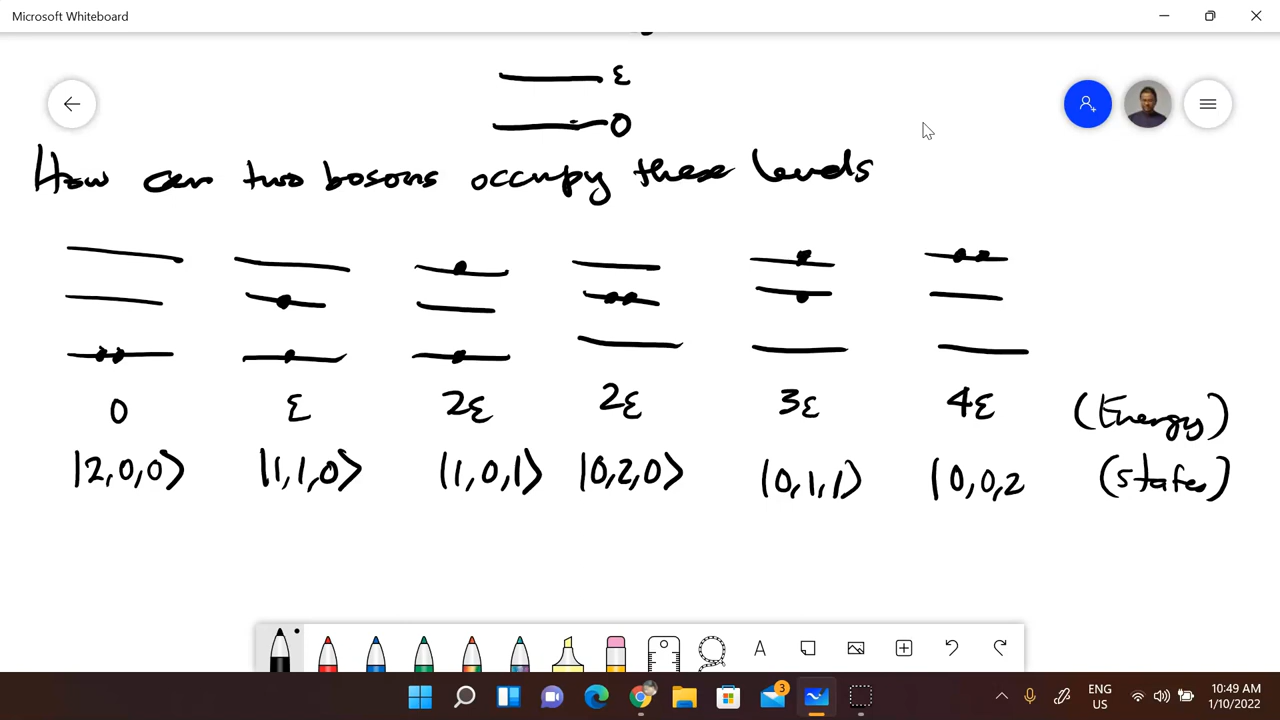 Microsoft Whiteboard
ε
0
How can two bosons occupy these levels
0 ε 2ε 2ε 3ε 4ε (Energy)
|2,0,0⟩ |1,1,0⟩ |1,0,1⟩ |0,2,0⟩ |0,1,1⟩ |0,0,2 (states)
A
3
ENG
US
10:49 AM
1/10/2022